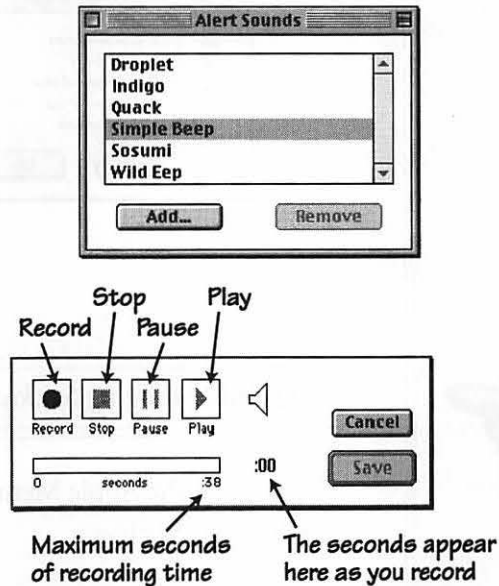 Alert Sounds
Droplet
Indigo
Quack
Simple Beep
Sosumi
Wild Eep
Add...
Remove
Stop
Play
Record
Pause
Record Stop Pause Play
Cancel
0 seconds :38
:00
Save
Maximum seconds
of recording time
The seconds appear
here as you record